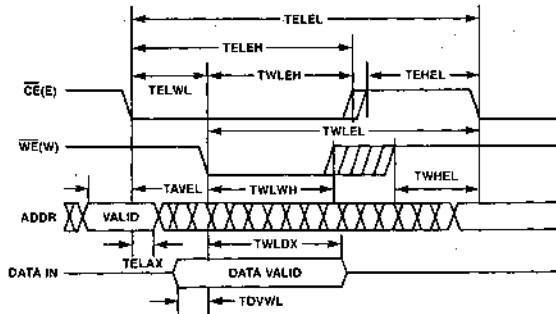 TELEL
TELEH
TELWL TWLEH TEHEL
CE(E)
TWLEL
WE(W)
TAVEL TWLWH TWHEL
ADDR VALID
TELAX TWLDX
DATA IN DATA VALID
TDVWL